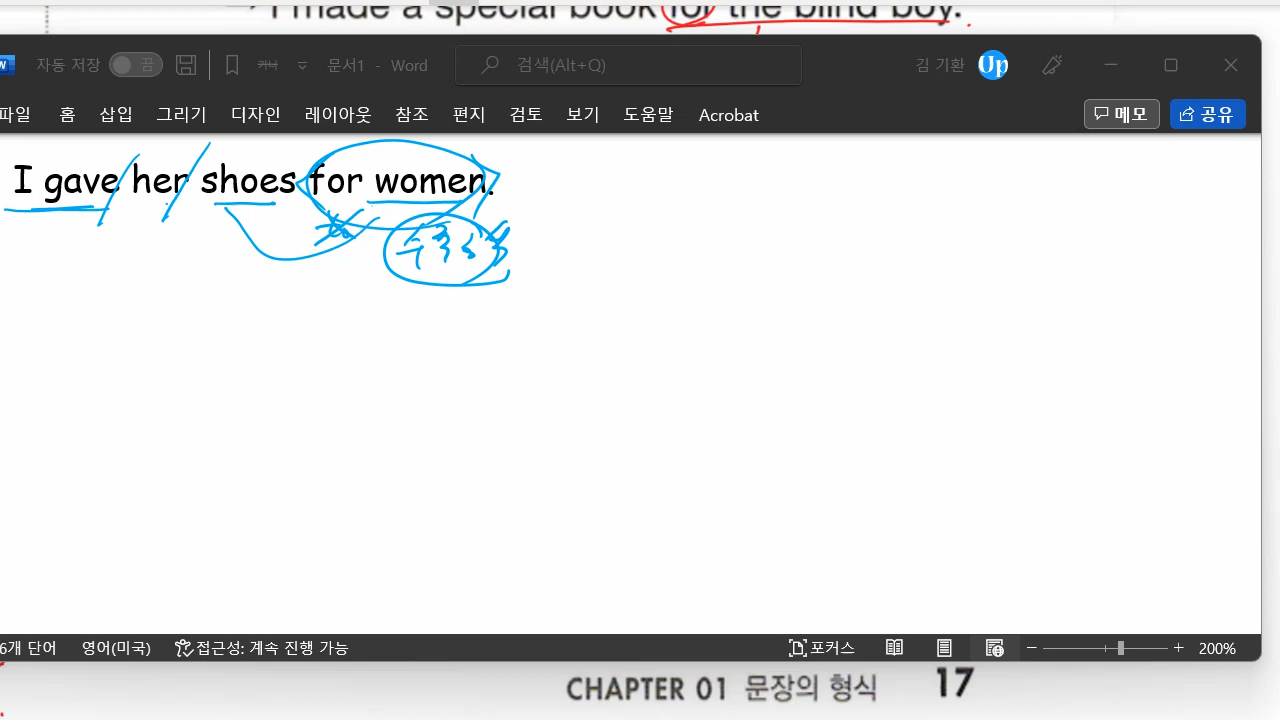 I made a special book for the blind boy.
자동 저장 끔 문서1 - Word 검색(Alt+Q) 김 기환 Up
파일 홈 삽입 그리기 디자인 레이아웃 참조 편지 검토 보기 도움말 Acrobat 메모 공유
I gave her shoes for women.
6개 단어 영어(미국) 접근성: 계속 진행 가능 포커스 200%
CHAPTER 01 문장의 형식 17